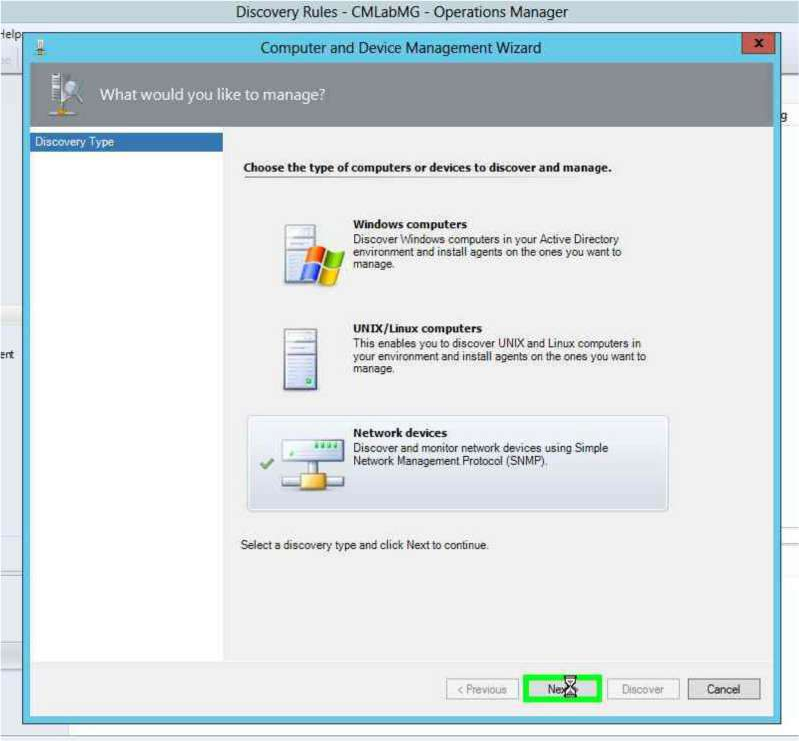 Discovery Rules - CMLabMG - Operations Manager
Help
Computer and Device Management Wizard
x
What would you like to manage?
g
Discovery Type
Choose the type of computers or devices to discover and manage.
Windows computers
Discover Windows computers in your Active Directory
environment and install agents on the ones you want to
manage.
UNIX/Linux computers
This enables you to discover UNIX and Linux computers in
your environment and install agents on the ones you want to
manage.
ent
Network devices
Discover and monitor network devices using Simple
Network Management Protocol (SNMP).
Select a discovery type and click Next to continue.
< Previous
Discover
Cancel